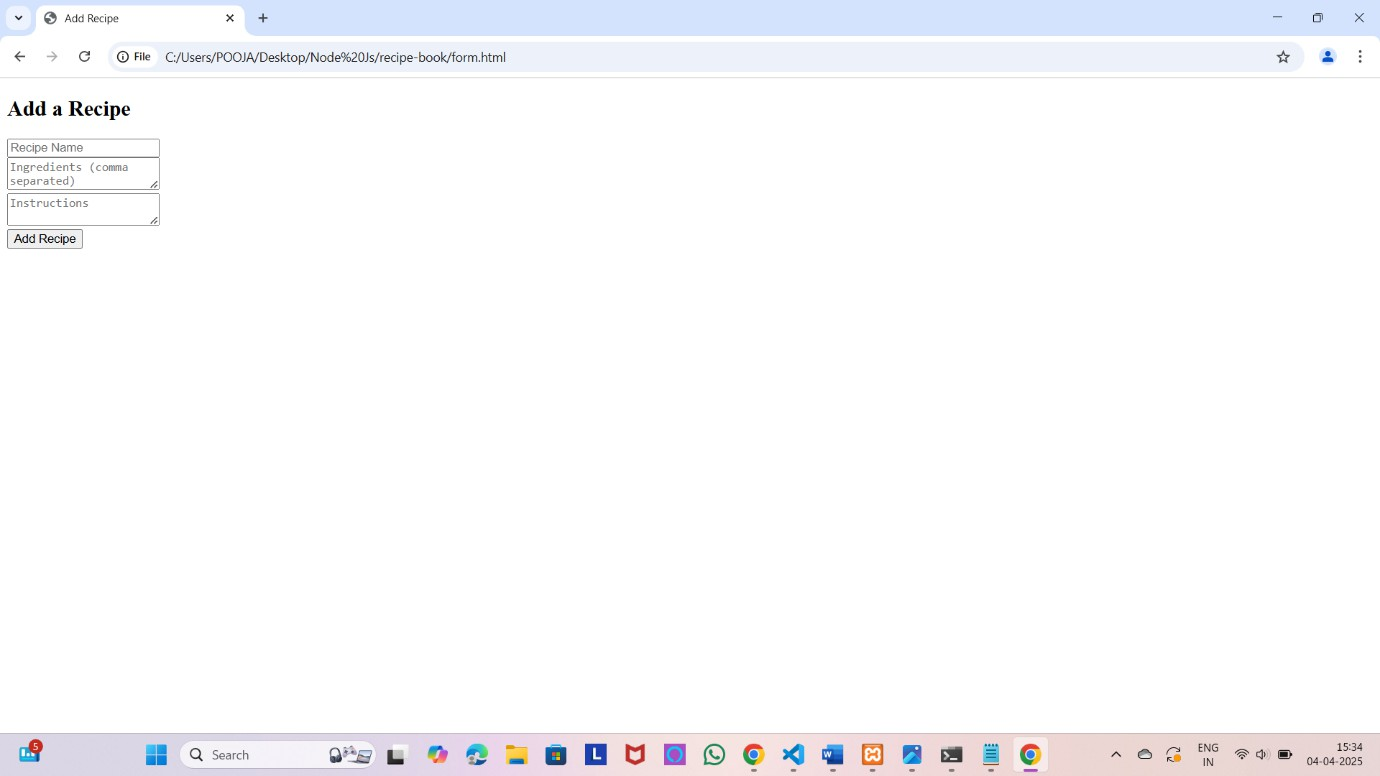 Add Recipe
File C:/Users/POOJA/Desktop/Node%20Js/recipe-book/form.html
Add a Recipe
Recipe Name
Ingredients (comma
separated)
Instructions
Add Recipe
5
Search
L
ENG
IN
15:34
04-04-2025